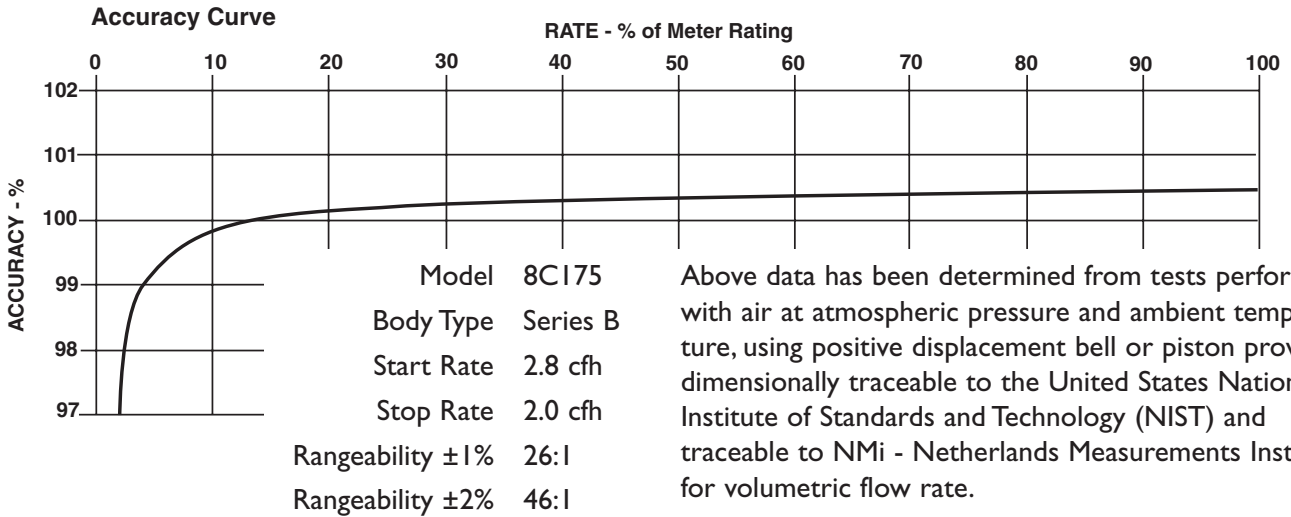 Accuracy Curve
RATE - % of Meter Rating
0 10 20 30 40 50 60 70 80 90 100
102
101
100
99
98
97
ACCURACY - %
Model 8C175
Body Type Series B
Start Rate 2.8 cfh
Stop Rate 2.0 cfh
Rangeability ±1% 26:1
Rangeability ±2% 46:1
Above data has been determined from tests perfor
with air at atmospheric pressure and ambient temp
ture, using positive displacement bell or piston prov
dimensionally traceable to the United States Nation
Institute of Standards and Technology (NIST) and
traceable to NMi - Netherlands Measurements Inst
for volumetric flow rate.